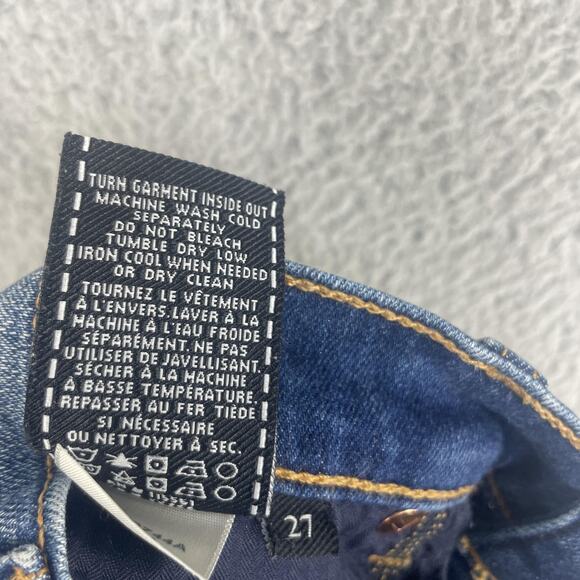 TURN GARMENT INSIDE OUT
MACHINE WASH COLD
SEPARATELY
DO NOT BLEACH
TUMBLE DRY LOW
IRON COOL WHEN NEEDED
OR DRY CLEAN
TOURNEZ LE VÊTEMENT
À L'ENVERS.LAVER À LA
MACHINE À L'EAU FROIDE
SÉPARÉMENT. NE PAS
UTILISER DE JAVELLISANT.
SÉCHER À LA MACHINE
À BASSE TEMPÉRATURE.
REPASSER AU FER TIÈDE
SI NÉCESSAIRE
OU NETTOYER À SEC.
27